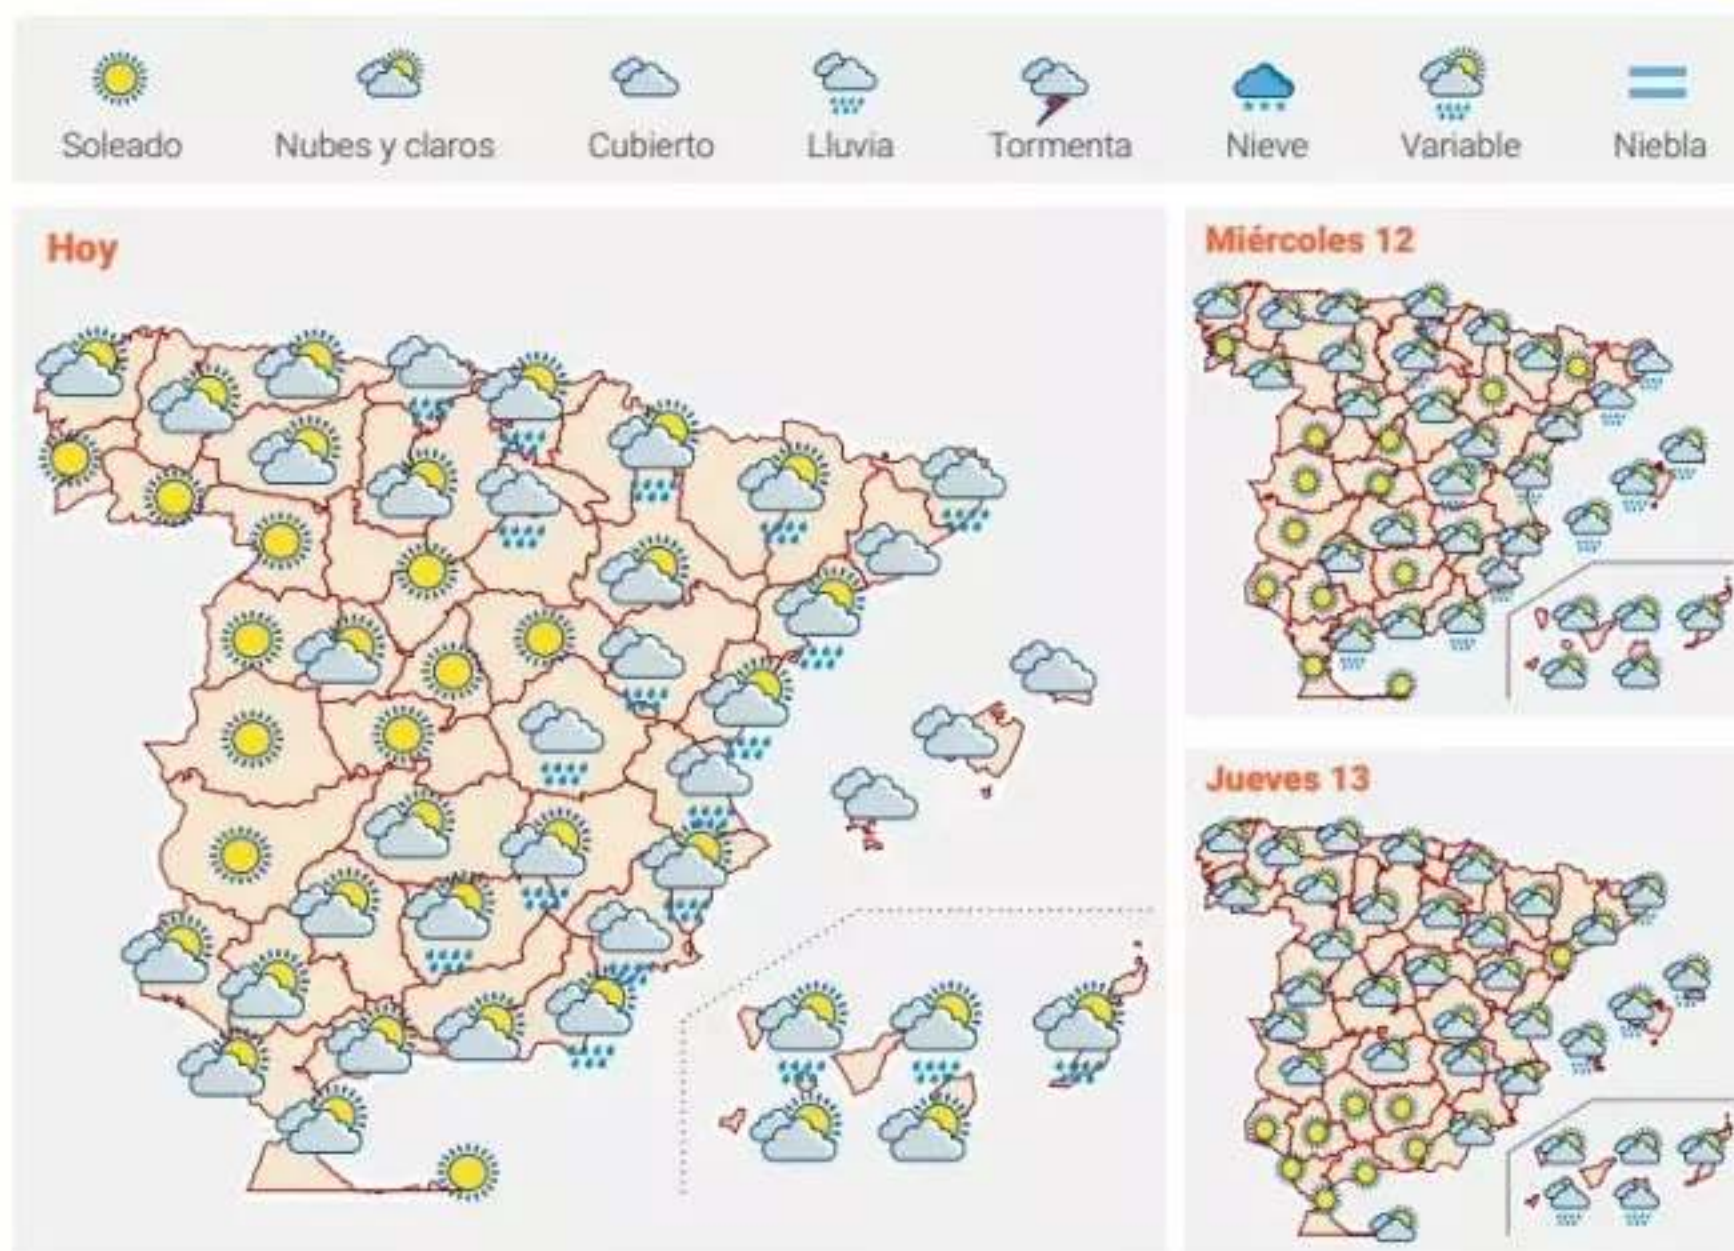 Soleado
Nubes y claros
Cubierto
Lluvia
Tormenta
Nieve
Variable
Niebla
Hoy
Miércoles 12
Jueves 13